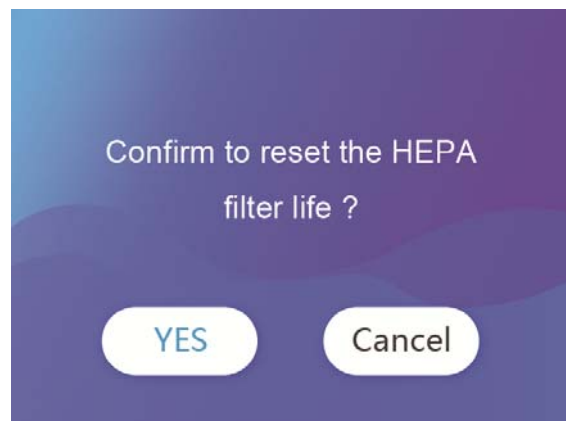 Confirm to reset the HEPA
filter life ?
YES
Cancel